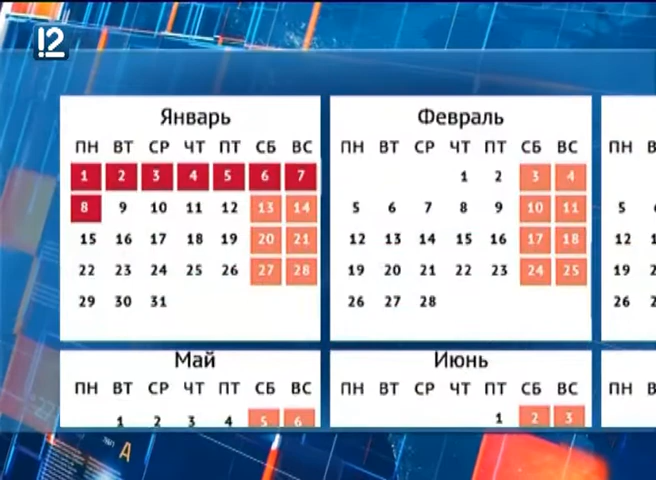 12
Январь
ПН ВТ СР ЧТ ПТ СБ ВС
1 2 3 4 5 6 7
8 9 10 11 12 13 14
15 16 17 18 19 20 21
22 23 24 25 26 27 28
29 30 31
Февраль
ПН ВТ СР ЧТ ПТ СБ ВС
1 2 3 4
5 6 7 8 9 10 11
12 13 14 15 16 17 18
19 20 21 22 23 24 25
26 27 28
ПН
5 6
12 1
19 2
26 2
Май
ПН ВТ СР ЧТ ПТ СБ ВС
1 2 3 4 5 6
Июнь
ПН ВТ СР ЧТ ПТ СБ ВС
1 2 3
ПН
А